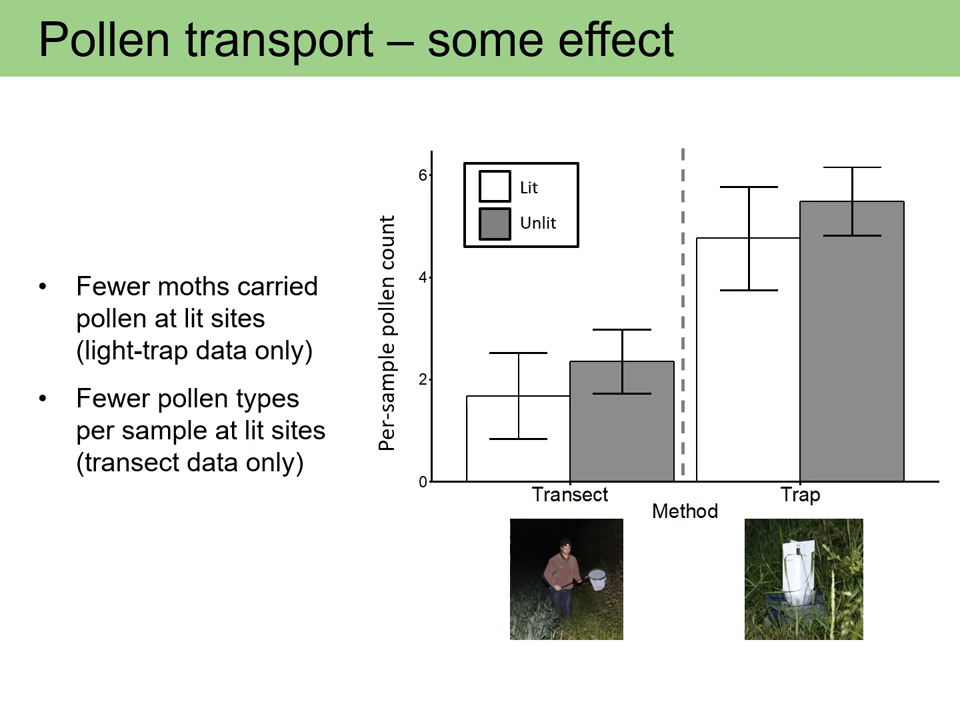 Pollen transport – some effect
• Fewer moths carried
pollen at lit sites
(light-trap data only)
• Fewer pollen types
per sample at lit sites
(transect data only)
Per-sample pollen count
6
4
2
0
Lit
Unlit
Transect
Trap
Method